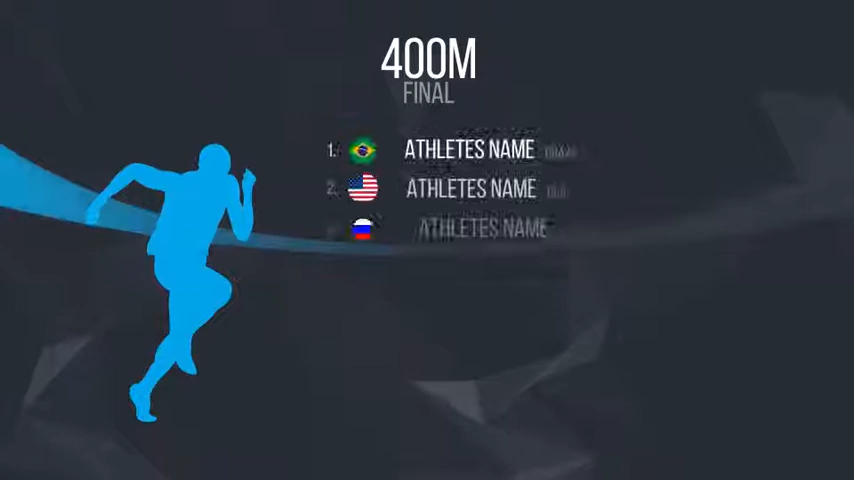 400M
FINAL
1. ATHLETES NAME
2. ATHLETES NAME
ATHLETES NAME